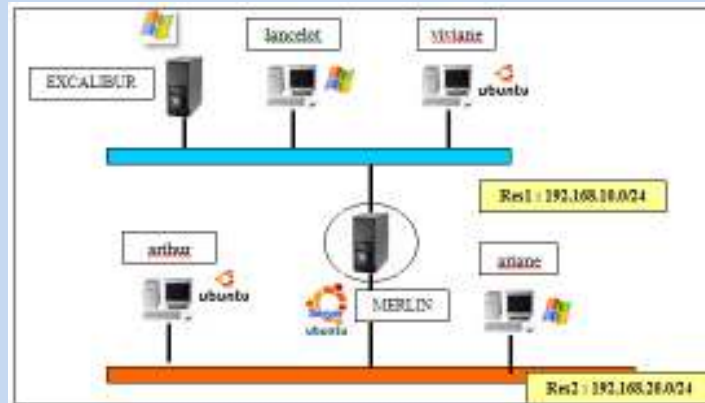 lancelot
viviane
EXCALIBUR
ubuntu
Res1 : 192.168.10.0/24
arthur
ariane
ubuntu
MERLIN
ubuntu
Res2 : 192.168.20.0/24